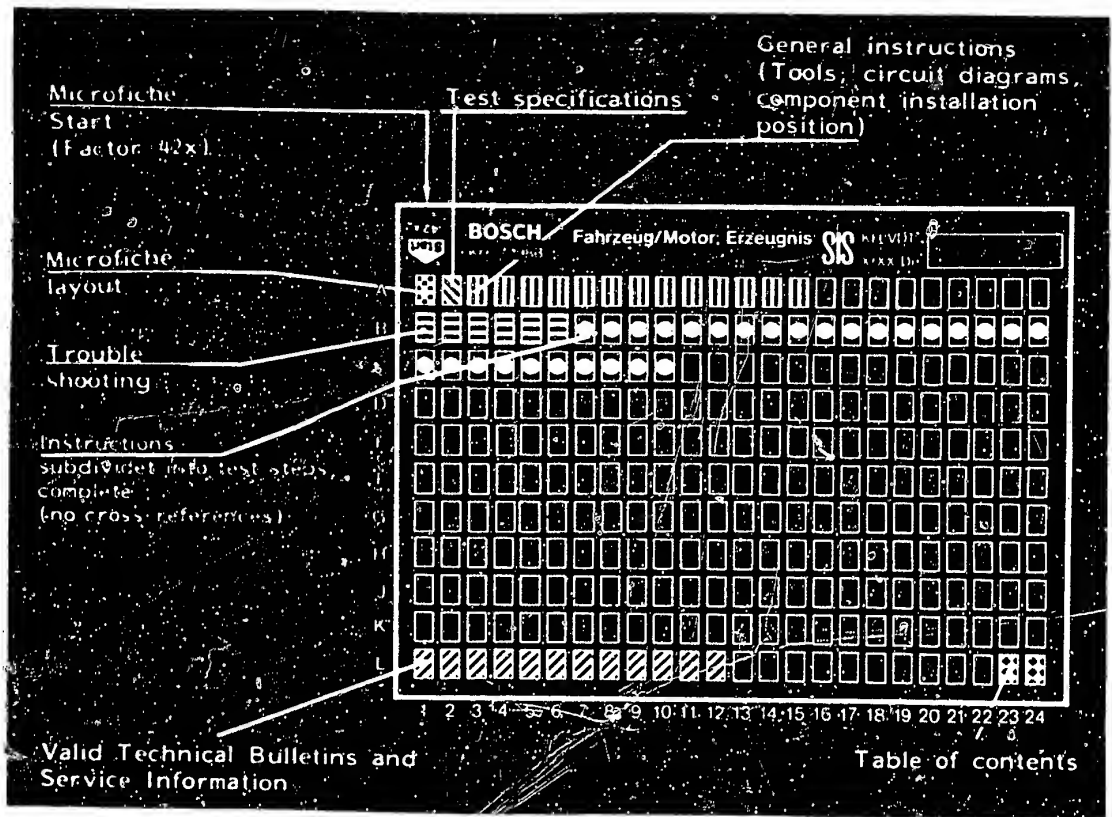 General instructions
(Tools, circuit diagrams,
component installation
position)
Microfiche
Start
(Factor 42x)
Test specifications
42x
BOSCH
Fahrzeug/Motor, Erzeugnis
SIS
Microfiche
layout
A
B
Trouble
shooting
D
Instructions
subdividet into test steps,
complete
(no cross-references)
G
H
J
K
L
1 2 3 4 5 6 7 8 9 10 11 12 13 14 15 16 17 18 19 20 21 22 23 24
Valid Technical Bulletins and
Service Information
Table of contents